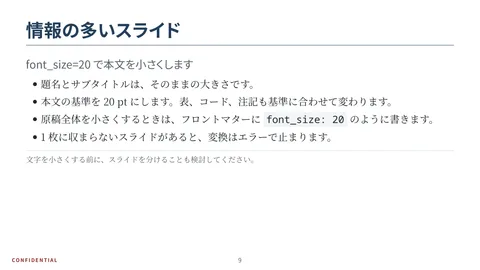 情報の多いスライド
font_size=20 で本文を小さくします
• 題名とサブタイトルは、そのままの大きさです。
• 本文の基準を 20 pt にします。表、コード、注記も基準に合わせて変わります。
• 原稿全体を小さくするときは、フロントマターに font_size: 20 のように書きます。
• 1 枚に収まらないスライドがあると、変換はエラーで止まります。
文字を小さくする前に、スライドを分けることも検討してください。
CONFIDENTIAL
9